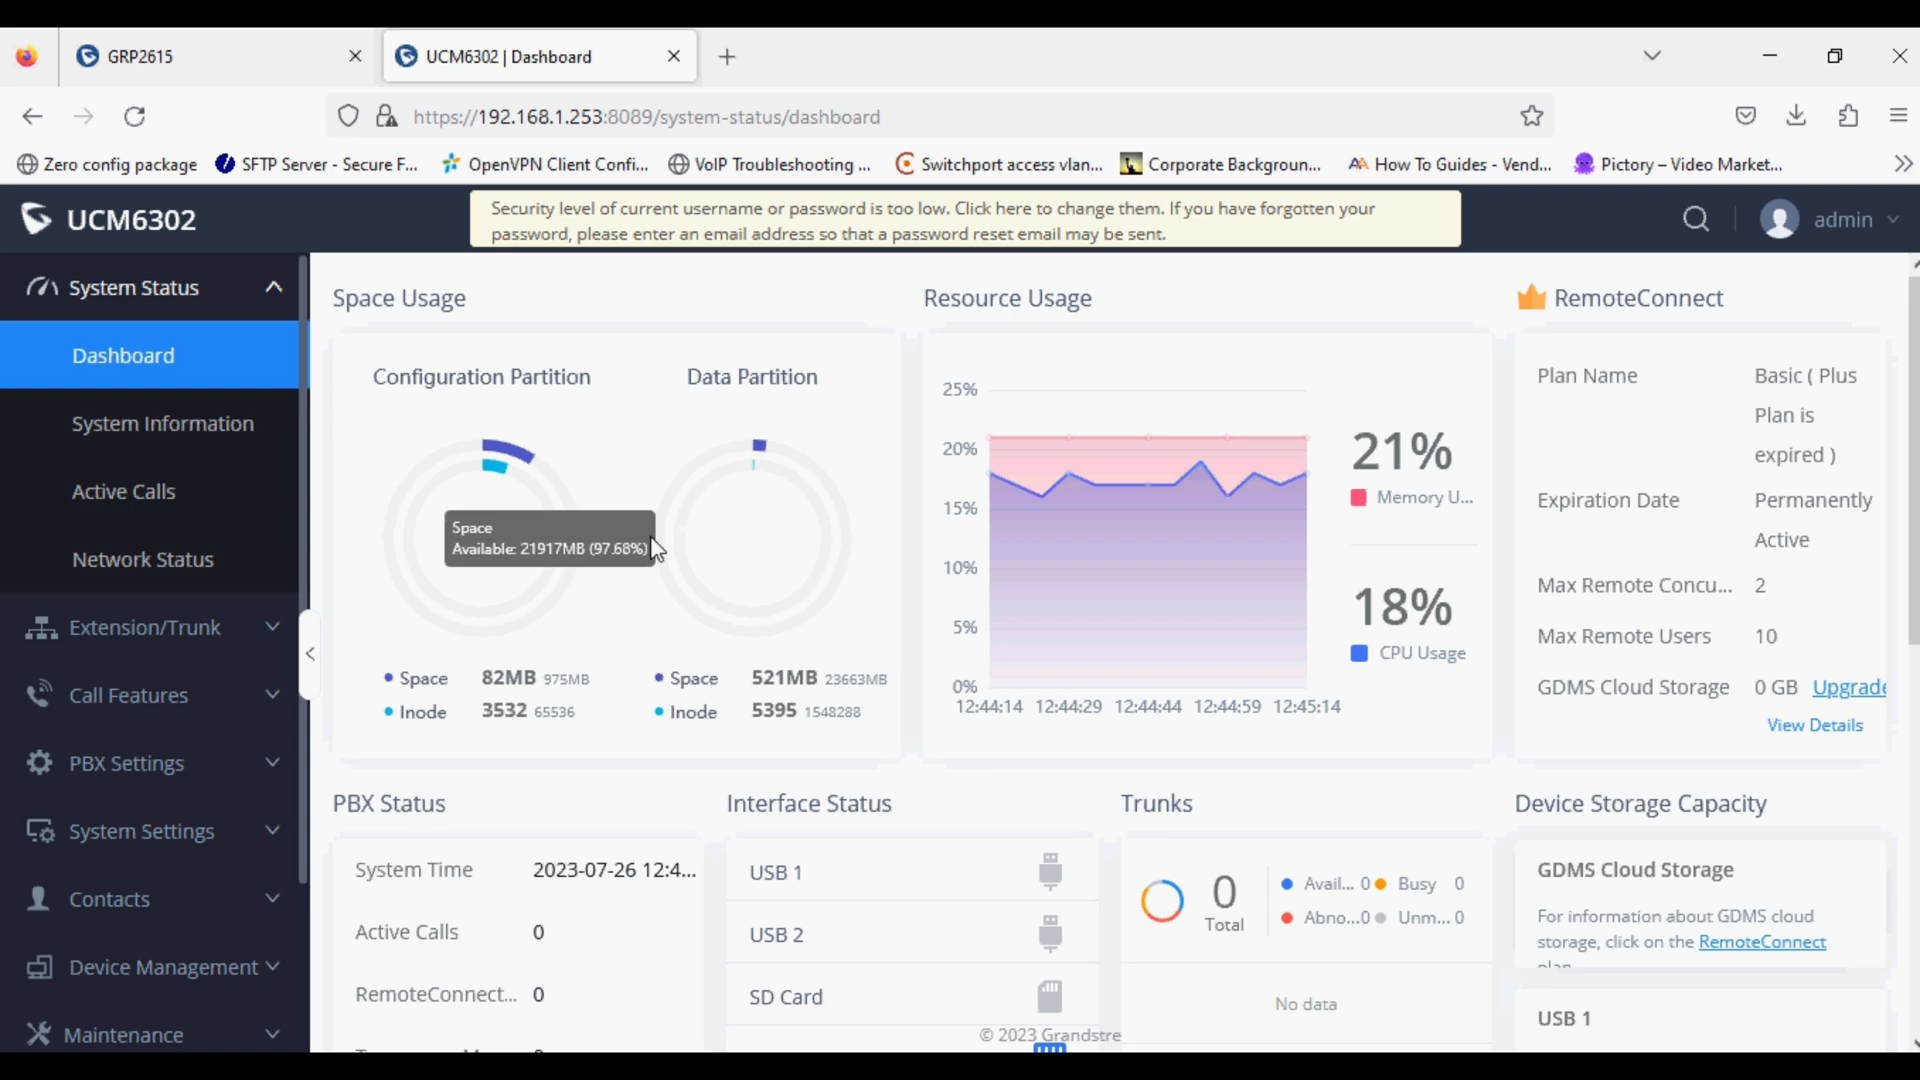 GRP2615
UCM6302 | Dashboard
https://192.168.1.253:8089/system-status/dashboard
Zero config package
SFTP Server - Secure F...
OpenVPN Client Confi...
VoIP Troubleshooting ...
Switchport access vlan...
Corporate Backgroun...
How To Guides - Vend...
Pictory – Video Market...
UCM6302
Security level of current username or password is too low. Click here to change them. If you have forgotten your
password, please enter an email address so that a password reset email may be sent.
admin
System Status
Dashboard
System Information
Active Calls
Network Status
Extension/Trunk
Call Features
PBX Settings
System Settings
Contacts
Device Management
Maintenance
Space Usage
Configuration Partition
Data Partition
Space
Available: 21917MB (97.68%)
Space 82MB 975MB
Inode 3532 65536
Space 521MB 23663MB
Inode 5395 1548288
Resource Usage
25%
20%
15%
10%
5%
0%
12:44:14 12:44:29 12:44:44 12:44:59 12:45:14
21%
Memory U...
18%
CPU Usage
RemoteConnect
Plan Name Basic ( Plus
Plan is
expired )
Expiration Date Permanently
Active
Max Remote Concu... 2
Max Remote Users 10
GDMS Cloud Storage 0 GB Upgrade
View Details
PBX Status
System Time 2023-07-26 12:4...
Active Calls 0
RemoteConnect... 0
Interface Status
USB 1
USB 2
SD Card
Trunks
0
Total
Avail... 0 Busy 0
Abno...0 Unm... 0
No data
Device Storage Capacity
GDMS Cloud Storage
For information about GDMS cloud
storage, click on the RemoteConnect
USB 1
© 2023 Grandstre